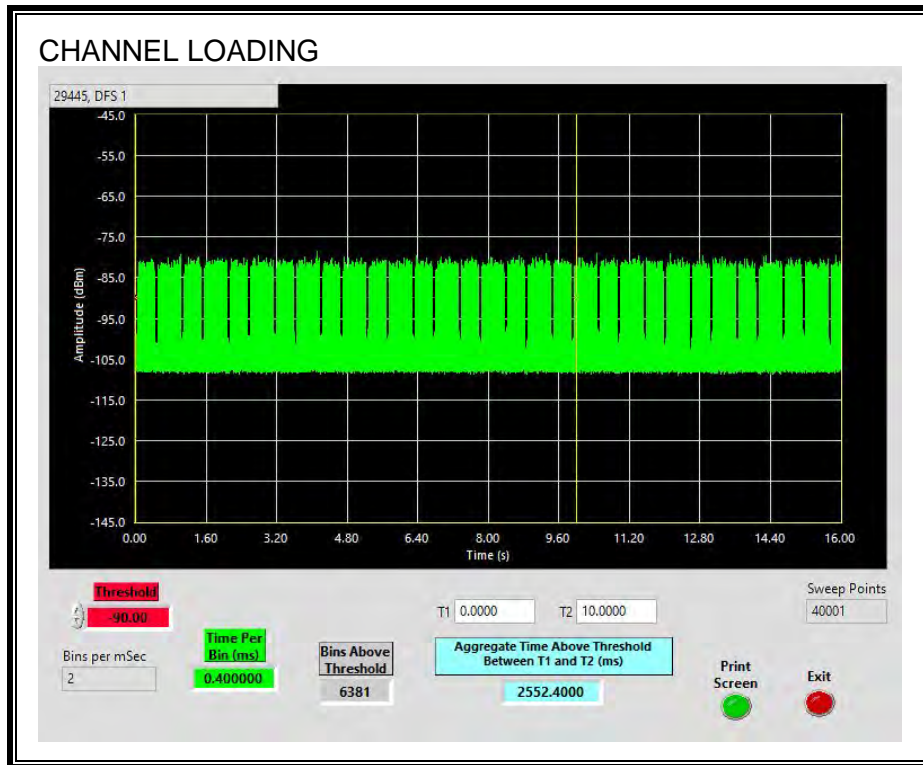 CHANNEL LOADING
29445, DFS 1
-45.0
-55.0
-65.0
-75.0
-85.0
-95.0
-105.0
-115.0
-125.0
-135.0
-145.0
Amplitude (dBm)
0.00 1.60 3.20 4.80 6.40 8.00 9.60 11.20 12.80 14.40 16.00
Time (s)
Threshold
-90.00
Bins per mSec
2
Time Per
Bin (ms)
0.400000
Bins Above
Threshold
6381
T1 0.0000 T2 10.0000
Aggregate Time Above Threshold
Between T1 and T2 (ms)
2552.4000
Sweep Points
40001
Print
Screen
Exit